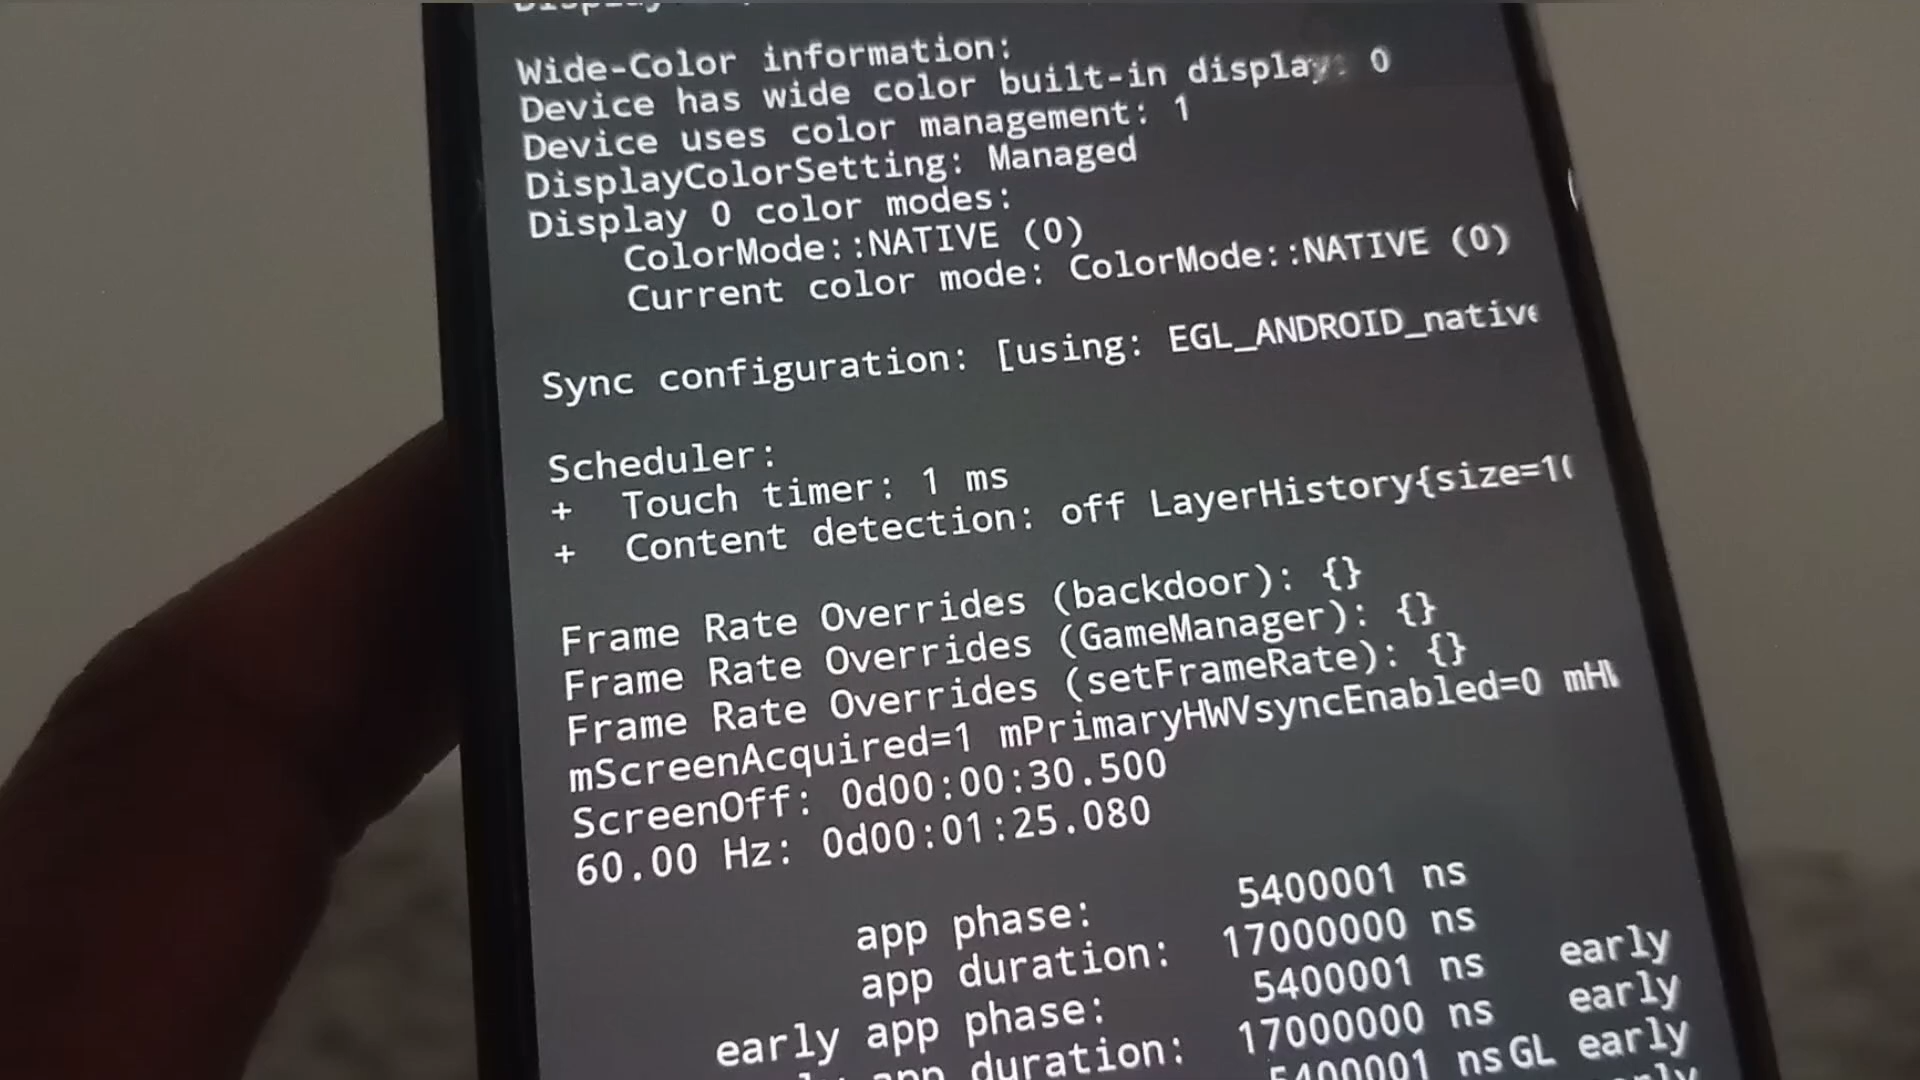 Wide-Color information:
Device has wide color built-in display: 0
Device uses color management: 1
DisplayColorSetting: Managed
Display 0 color modes:
ColorMode::NATIVE (0)
Current color mode: ColorMode::NATIVE (0)
Sync configuration: [using: EGL_ANDROID_native
Scheduler:
+ Touch timer: 1 ms
+ Content detection: off LayerHistory{size=1
Frame Rate Overrides (backdoor): {}
Frame Rate Overrides (GameManager): {}
Frame Rate Overrides (setFrameRate): {}
mScreenAcquired=1 mPrimaryHWVsyncEnabled=0
ScreenOff: 0d00:00:30.500
60.00 Hz: 0d00:01:25.080
app phase: 5400001 ns
app duration: 17000000 ns early
early app phase: 5400001 ns early
app duration: 17000000 ns GL early
5400001 ns